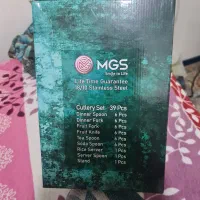 MGS
Life Time Guarantee
18/8 Stainless Steel
Cutlery Set - 39 Pcs
Dinner Spoon 6 Pcs
Dinner Fork 6 Pcs
Fruit Fork 6 Pcs
Fruit Knife 6 Pcs
Tea Spoon 6 Pcs
Soda Spoon 6 Pcs
Rice Server 1 Pcs
Server Spoon 1 Pcs
Stand 1 Pcs